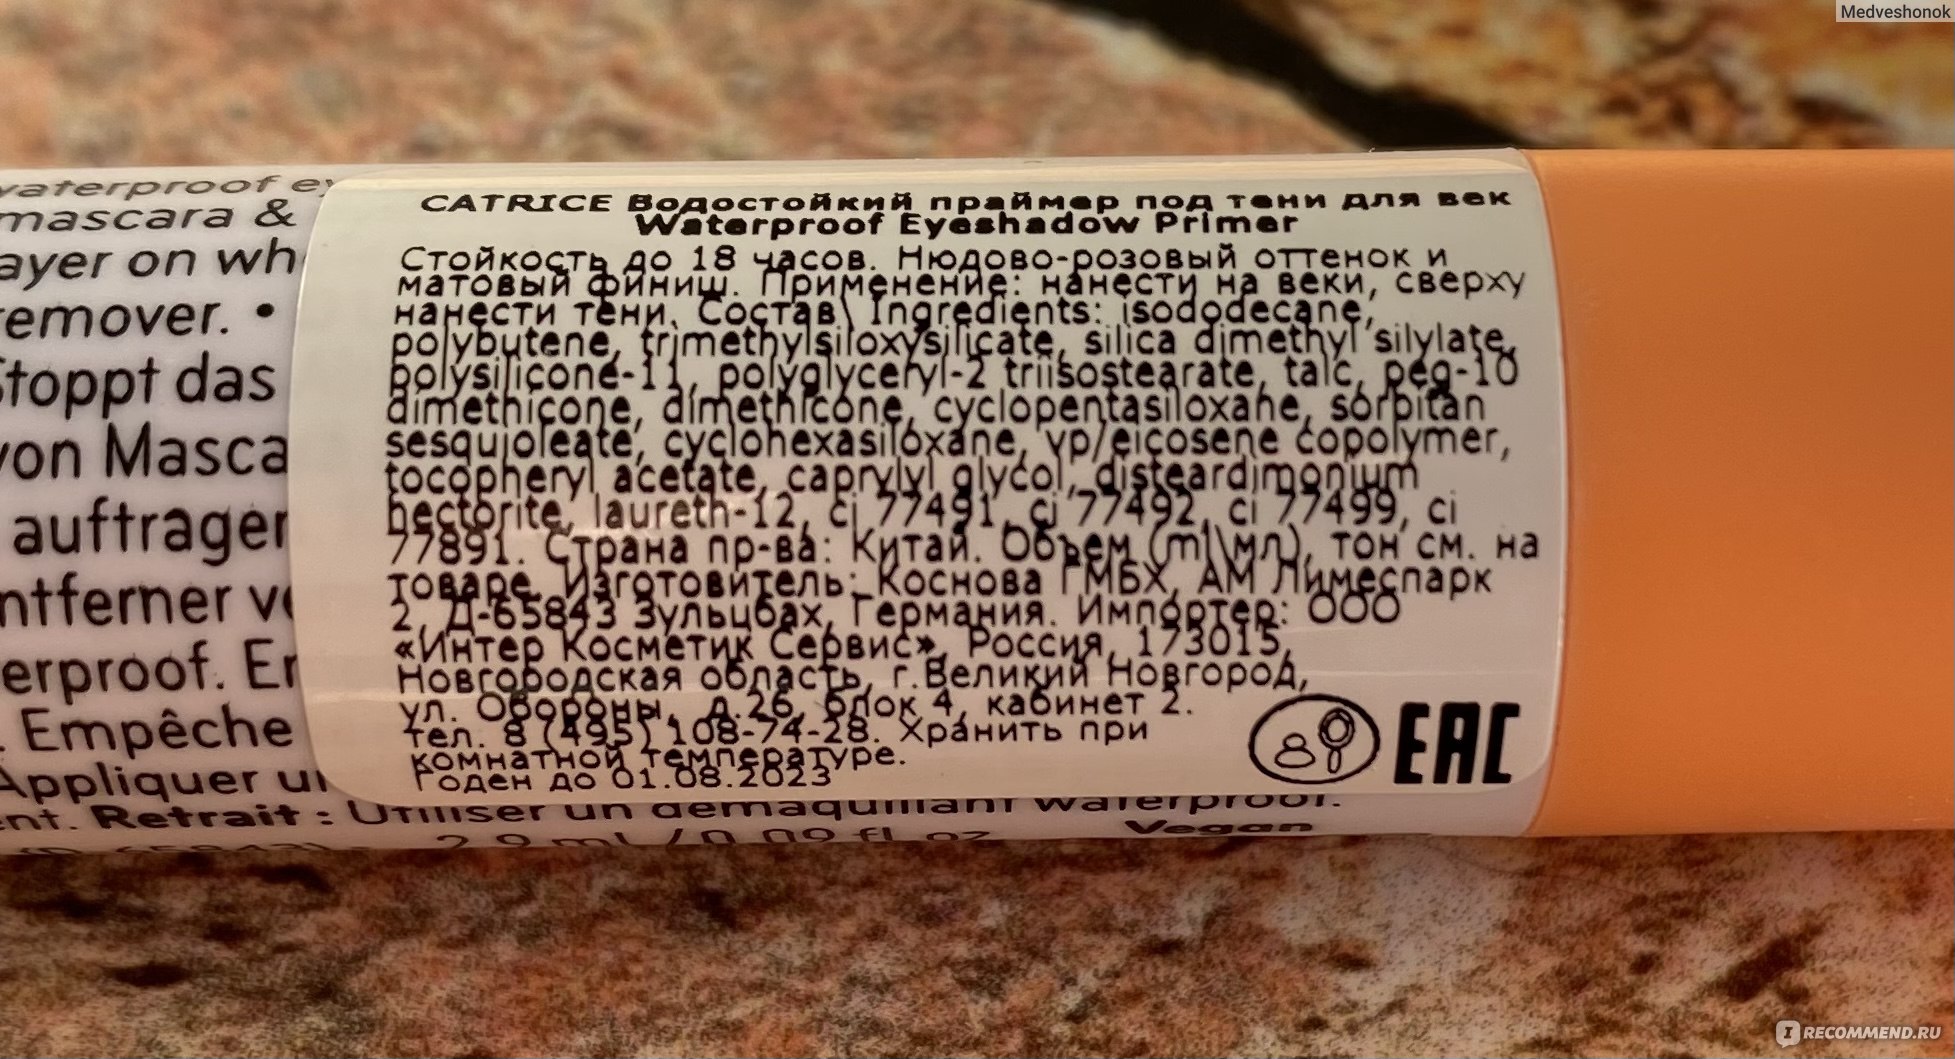 Medveshonok
waterproof
mascara &
layer on
remover. •
Stoppt das
von
auftragen
erproof.
. Empêche
Appliquer
CATRICE Водостойкий праймер под тени для век
Waterproof Eyeshadow Primer
Стойкость до 18 часов. Нюдово-розовый оттенок и
матовый финиш. Применение: нанести на веки, сверху
нанести тени. Состав\ Ingredients: isododecane,
polybutene, trimethylsiloxysilicate, silica dimethyl silylate,
polysilicone-11, polyglyceryl-2 triisostearate, talc, peg-10
dimethicone, dimethicone, cyclopentasiloxane, sorbitan
sesquioleate, cyclohexasiloxane, vp/eicosene copolymer,
tocopheryl acetate, caprylyl glycol, disteardimonium
hectorite, laureth-12, ci 77491, ci 77492, ci 77499, ci
77891. Страна пр-ва: Китай. Объем (ml\мл), тон см. на
товаре. Изготовитель: Коснова ГМБХ, АМ Лимеспарк
2, Д-65843 Зульцбах, Германия. Импортер: ООО
«Интер Косметик Сервис», Россия, 173015,
Новгородская область, г.Великий Новгород,
ул. Обороны, д.26, блок 4, кабинет 2.
тел. 8 (495) 108-74-28. Хранить при
комнатной температуре.
Годен до 01.08.2023
EAC
Retrait : Utiliser un démaquillant waterproof.
Vegan
IRECOMMEND.RU